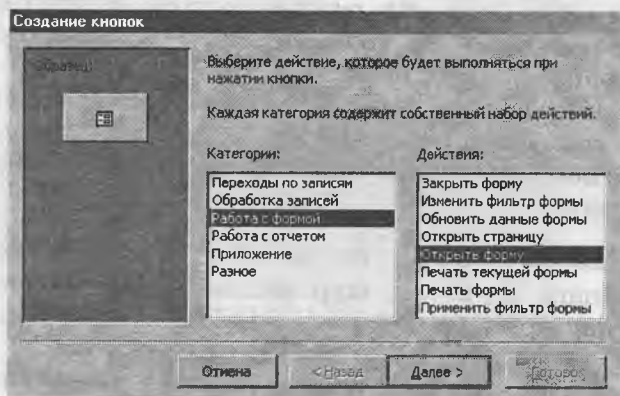 Создание кнопок
Образец:
Выберите действие, которое будет выполняться при
нажатии кнопки.
Каждая категория содержит собственный набор действий.
Категории:
Переходы по записям
Обработка записей
Работа с формой
Работа с отчетом
Приложение
Разное
Действия:
Закрыть форму
Изменить фильтр формы
Обновить данные формы
Открыть страницу
Открыть форму
Печать текущей формы
Печать формы
Применить фильтр формы
Отмена
< Назад
Далее >
Готово